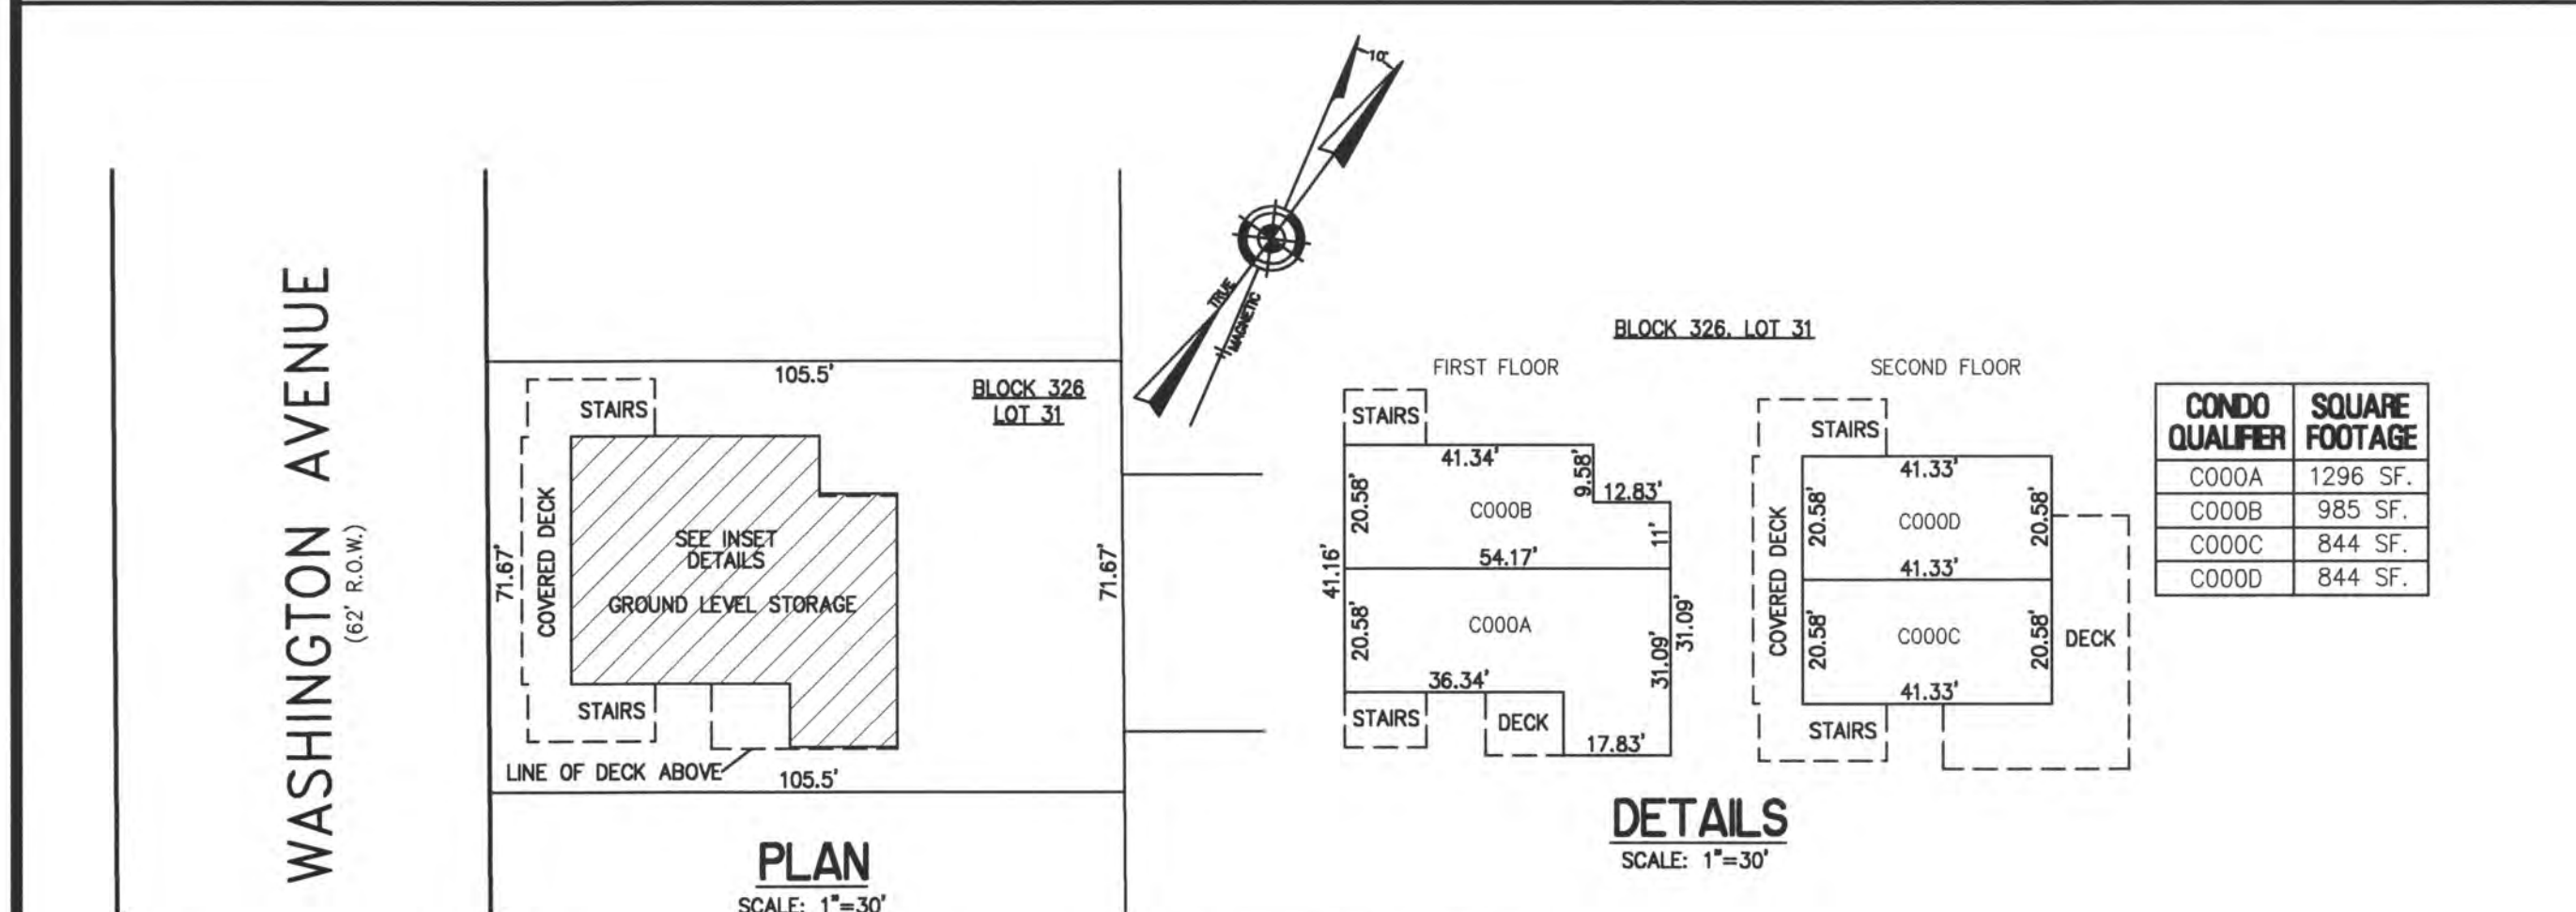 WASHINGTON AVENUE
(62' R.O.W.)
105.5'
BLOCK 326
LOT 31
STAIRS
71.67'
COVERED DECK
SEE INSET
DETAILS
GROUND LEVEL STORAGE
71.67'
STAIRS
LINE OF DECK ABOVE
105.5'
PLAN
SCALE: 1"=30'
10°
TRUE
MAGNETIC
BLOCK 326, LOT 31
FIRST FLOOR
STAIRS
41.34'
9.58'
12.83'
20.58'
C000B
11'
54.17'
41.16'
20.58'
C000A
31.09'
31.09'
36.34'
STAIRS
DECK
17.83'
SECOND FLOOR
STAIRS
41.33'
COVERED DECK
20.58'
C000D
20.58'
41.33'
20.58'
C000C
20.58'
DECK
41.33'
STAIRS
DETAILS
SCALE: 1"=30'
CONDO QUALIFIER SQUARE FOOTAGE
C000A 1296 SF.
C000B 985 SF.
C000C 844 SF.
C000D 844 SF.